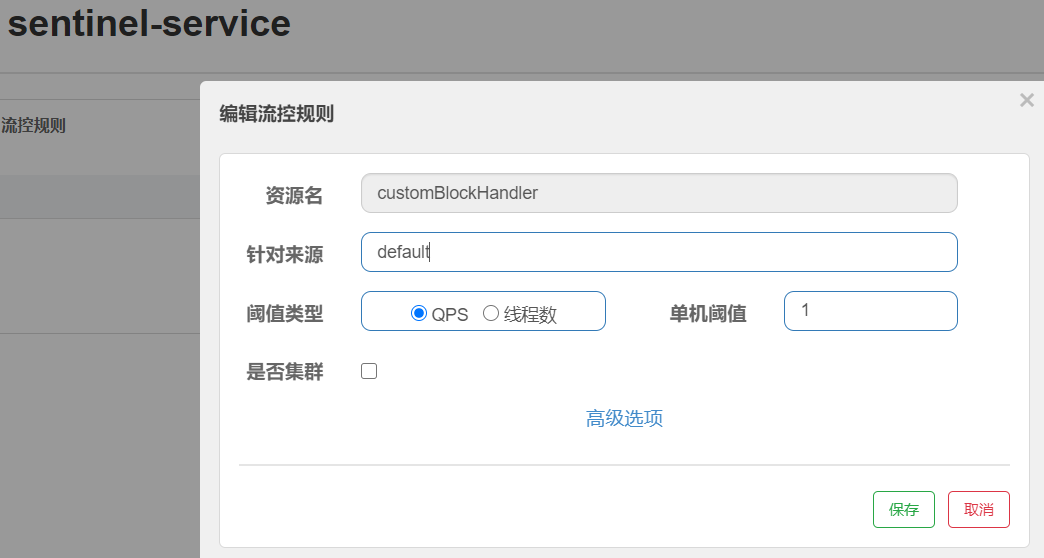 sentinel-service
流控规则
编辑流控规则
×
资源名 customBlockHandler
针对来源 default
阈值类型 QPS 线程数 单机阈值 1
是否集群
高级选项
保存 取消